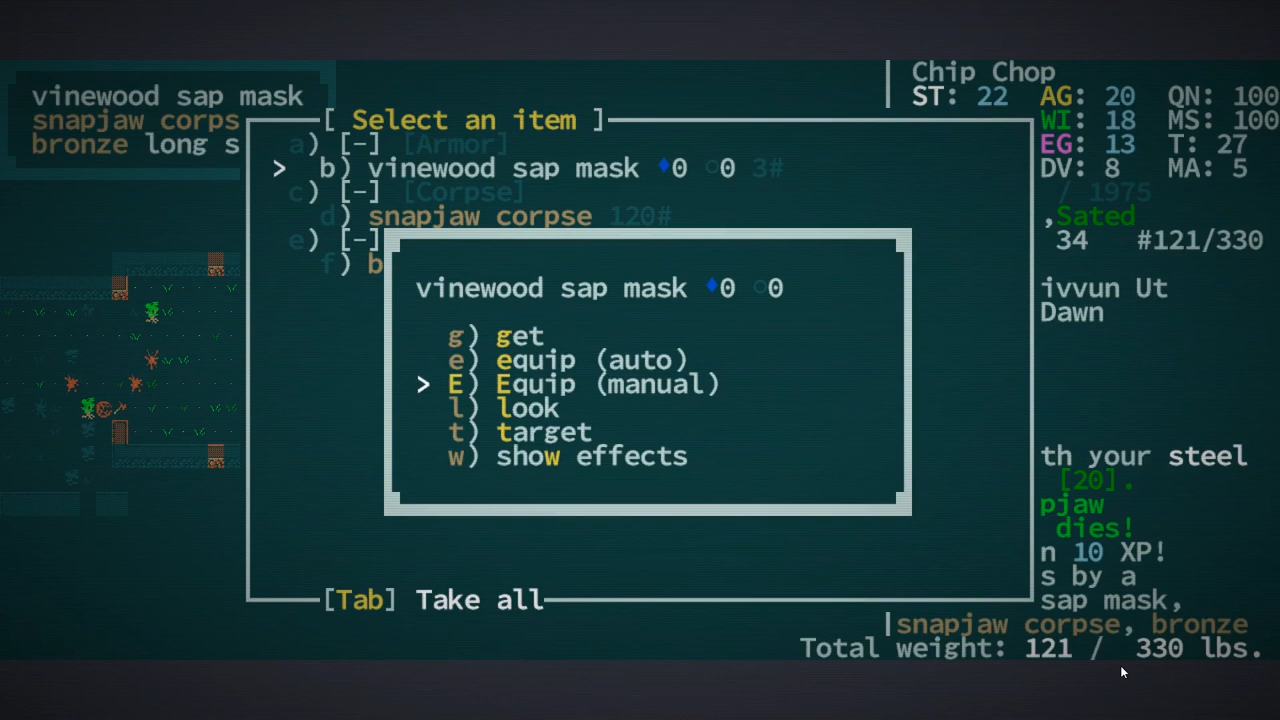 Chip Chop
vinewood sap mask
ST: 22 AG: 20 QN: 100
snapjaw corps
[ Select an item ]
WI: 18 MS: 100
bronze long s
a) [-] [Armor]
EG: 13 T: 27
> b) vinewood sap mask ♦0 ○0 3#
DV: 8 MA: 5
c) [-] [Corpse]
/ 1975
d) snapjaw corpse 120#
,Sated
e) [-]
34 #121/330
f) b
vinewood sap mask ♦0 ○0
ivvun Ut
Dawn
g) get
e) equip (auto)
> E) Equip (manual)
l) look
t) target
w) show effects
th your steel
[20].
pjaw
dies!
n 10 XP!
s by a
[Tab] Take all
sap mask,
snapjaw corpse, bronze
Total weight: 121 / 330 lbs.